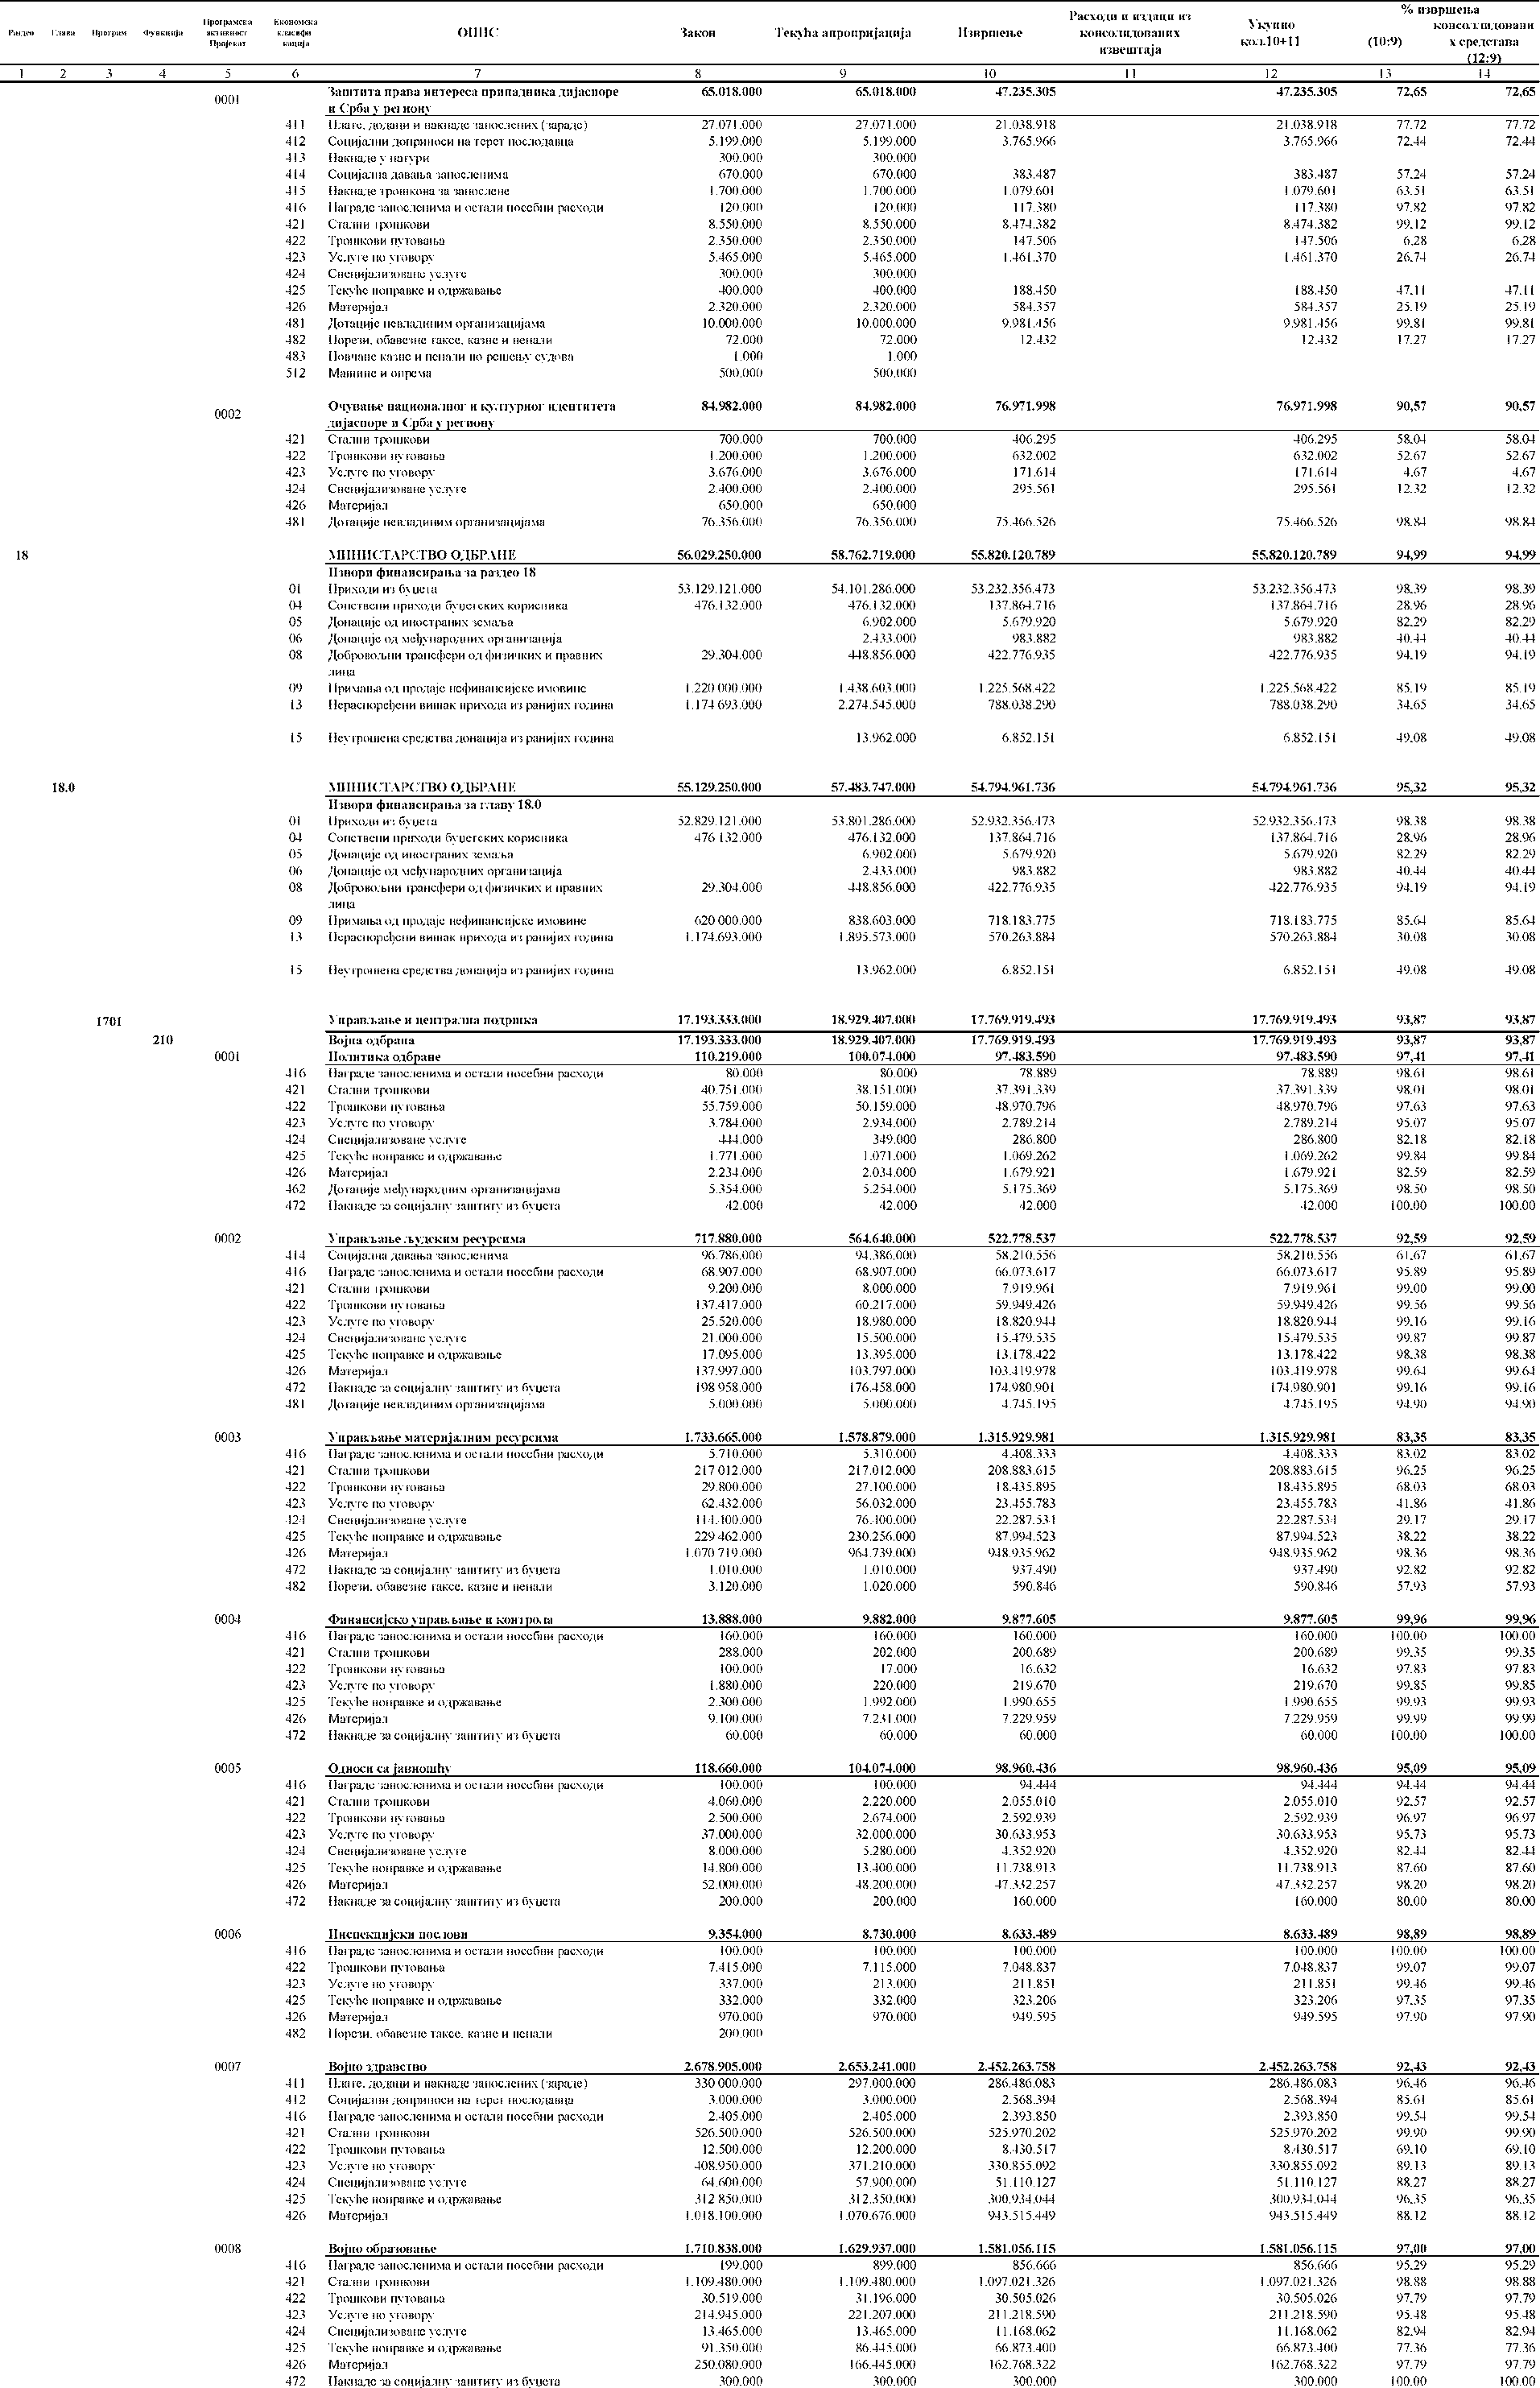 Раздео Глава Програм Функција Програмска активност Пројекат Економска класифи кација ОПИС Закон Текућа апропријација Извршење Расходи и издаци из консолидованих извештаја Укупно кол.10+11 (10:9) % извршења консолидовани х средстава (12:9)
1 2 3 4 5 6 7 8 9 10 11 12 13 14
0001 Заштита права интереса припадника дијаспоре 65.018.000 65.018.000 47.235.305 47.235.305 72,65 72,65
и Срба у региону
411 Плате, додаци и накнаде запослених (зараде) 27.071.000 27.071.000 21.038.918 21.038.918 77.72 77.72
412 Социјални доприноси на терет послодавца 5.199.000 5.199.000 3.765.966 3.765.966 72.44 72.44
413 Накнаде у натури 300.000 300.000
414 Социјална давања запосленима 670.000 670.000 383.487 383.487 57.24 57.24
415 Накнаде трошкова за запослене 1.700.000 1.700.000 1.079.601 1.079.601 63.51 63.51
416 Награде запосленима и остали посебни расходи 120.000 120.000 117.380 117.380 97.82 97.82
421 Стални трошкови 8.550.000 8.550.000 8.474.382 8.474.382 99.12 99.12
422 Трошкови путовања 2.350.000 2.350.000 147.506 147.506 6.28 6.28
423 Услуге по уговору 5.465.000 5.465.000 1.461.370 1.461.370 26.74 26.74
424 Специјализоване услуге 300.000 300.000
425 Текуће поправке и одржавање 400.000 400.000 188.450 188.450 47.11 47.11
426 Материјал 2.320.000 2.320.000 584.357 584.357 25.19 25.19
481 Дотације невладиним организацијама 10.000.000 10.000.000 9.981.456 9.981.456 99.81 99.81
482 Порези, обавезне таксе, казне и пенали 72.000 72.000 12.432 12.432 17.27 17.27
483 Новчане казне и пенали по решењу судова 1.000 1.000
512 Машине и опрема 500.000 500.000
0002 Очување националног и културног идентитета 84.982.000 84.982.000 76.971.998 76.971.998 90,57 90,57
дијаспоре и Срба у региону
421 Стални трошкови 700.000 700.000 406.295 406.295 58.04 58.04
422 Трошкови путовања 1.200.000 1.200.000 632.002 632.002 52.67 52.67
423 Услуге по уговору 3.676.000 3.676.000 171.614 171.614 4.67 4.67
424 Специјализоване услуге 2.400.000 2.400.000 295.561 295.561 12.32 12.32
426 Материјал 650.000 650.000
481 Дотације невладиним организацијама 76.356.000 76.356.000 75.466.526 75.466.526 98.84 98.84
18 МИНИСТАРСТВО ОДБРАНЕ 56.029.250.000 58.762.719.000 55.820.120.789 55.820.120.789 94,99 94,99
Извори финансирања за раздео 18
01 Приходи из буџета 53.129.121.000 54.101.286.000 53.232.356.473 53.232.356.473 98.39 98.39
04 Сопствени приходи буџетских корисника 476.132.000 476.132.000 137.864.716 137.864.716 28.96 28.96
05 Донације од иностраних земаља 6.902.000 5.679.920 5.679.920 82.29 82.29
06 Донације од међународних организација 2.433.000 983.882 983.882 40.44 40.44
08 Добровољни трансфери од физичких и правних 29.304.000 448.856.000 422.776.935 422.776.935 94.19 94.19
лица
09 Примања од продаје нефинансијске имовине 1.220.000.000 1.438.603.000 1.225.568.422 1.225.568.422 85.19 85.19
13 Нераспоређени вишак прихода из ранијих година 1.174.693.000 2.274.545.000 788.038.290 788.038.290 34.65 34.65
15 Неутрошена средства донација из ранијих година 13.962.000 6.852.151 6.852.151 49.08 49.08
18.0 МИНИСТАРСТВО ОДБРАНЕ 55.129.250.000 57.483.747.000 54.794.961.736 54.794.961.736 95,32 95,32
Извори финансирања за главу 18.0
01 Приходи из буџета 52.829.121.000 53.801.286.000 52.932.356.473 52.932.356.473 98.38 98.38
04 Сопствени приходи буџетских корисника 476.132.000 476.132.000 137.864.716 137.864.716 28.96 28.96
05 Донације од иностраних земаља 6.902.000 5.679.920 5.679.920 82.29 82.29
06 Донације од међународних организација 2.433.000 983.882 983.882 40.44 40.44
08 Добровољни трансфери од физичких и правних 29.304.000 448.856.000 422.776.935 422.776.935 94.19 94.19
лица
09 Примања од продаје нефинансијске имовине 620.000.000 838.603.000 718.183.775 718.183.775 85.64 85.64
13 Нераспоређени вишак прихода из ранијих година 1.174.693.000 1.895.573.000 570.263.884 570.263.884 30.08 30.08
15 Неутрошена средства донација из ранијих година 13.962.000 6.852.151 6.852.151 49.08 49.08
1701 Управљање и централна подршка 17.193.333.000 18.929.407.000 17.769.919.493 17.769.919.493 93,87 93,87
210 Војна одбрана 17.193.333.000 18.929.407.000 17.769.919.493 17.769.919.493 93,87 93,87
0001 Политика одбране 110.219.000 100.074.000 97.483.590 97.483.590 97,41 97,41
416 Награде запосленима и остали посебни расходи 80.000 80.000 78.889 78.889 98.61 98.61
421 Стални трошкови 40.751.000 38.151.000 37.391.339 37.391.339 98.01 98.01
422 Трошкови путовања 55.759.000 50.159.000 48.970.796 48.970.796 97.63 97.63
423 Услуге по уговору 3.784.000 2.934.000 2.789.214 2.789.214 95.07 95.07
424 Специјализоване услуге 444.000 349.000 286.800 286.800 82.18 82.18
425 Текуће поправке и одржавање 1.771.000 1.071.000 1.069.262 1.069.262 99.84 99.84
426 Материјал 2.234.000 2.034.000 1.679.921 1.679.921 82.59 82.59
462 Дотације међународним организацијама 5.354.000 5.254.000 5.175.369 5.175.369 98.50 98.50
472 Накнаде за социјалну заштиту из буџета 42.000 42.000 42.000 42.000 100.00 100.00
0002 Управљање људским ресурсима 717.880.000 564.640.000 522.778.537 522.778.537 92,59 92,59
414 Социјална давања запосленима 96.786.000 94.386.000 58.210.556 58.210.556 61.67 61.67
416 Награде запосленима и остали посебни расходи 68.907.000 68.907.000 66.073.617 66.073.617 95.89 95.89
421 Стални трошкови 9.200.000 8.000.000 7.919.961 7.919.961 99.00 99.00
422 Трошкови путовања 137.417.000 60.217.000 59.949.426 59.949.426 99.56 99.56
423 Услуге по уговору 25.520.000 18.980.000 18.820.944 18.820.944 99.16 99.16
424 Специјализоване услуге 21.000.000 15.500.000 15.479.535 15.479.535 99.87 99.87
425 Текуће поправке и одржавање 17.095.000 13.395.000 13.178.422 13.178.422 98.38 98.38
426 Материјал 137.997.000 103.797.000 103.419.978 103.419.978 99.64 99.64
472 Накнаде за социјалну заштиту из буџета 198.958.000 176.458.000 174.980.901 174.980.901 99.16 99.16
481 Дотације невладиним организацијама 5.000.000 5.000.000 4.745.195 4.745.195 94.90 94.90
0003 Управљање материјалним ресурсима 1.733.665.000 1.578.879.000 1.315.929.981 1.315.929.981 83,35 83,35
416 Награде запосленима и остали посебни расходи 5.710.000 5.310.000 4.408.333 4.408.333 83.02 83.02
421 Стални трошкови 217.012.000 217.012.000 208.883.615 208.883.615 96.25 96.25
422 Трошкови путовања 29.800.000 27.100.000 18.435.895 18.435.895 68.03 68.03
423 Услуге по уговору 62.432.000 56.032.000 23.455.783 23.455.783 41.86 41.86
424 Специјализоване услуге 114.400.000 76.400.000 22.287.534 22.287.534 29.17 29.17
425 Текуће поправке и одржавање 229.462.000 230.256.000 87.994.523 87.994.523 38.22 38.22
426 Материјал 1.070.719.000 964.739.000 948.935.962 948.935.962 98.36 98.36
472 Накнаде за социјалну заштиту из буџета 1.010.000 1.010.000 937.490 937.490 92.82 92.82
482 Порези, обавезне таксе, казне и пенали 3.120.000 1.020.000 590.846 590.846 57.93 57.93
0004 Финансијско управљање и контрола 13.888.000 9.882.000 9.877.605 9.877.605 99,96 99,96
416 Награде запосленима и остали посебни расходи 160.000 160.000 160.000 160.000 100.00 100.00
421 Стални трошкови 288.000 202.000 200.689 200.689 99.35 99.35
422 Трошкови путовања 100.000 17.000 16.632 16.632 97.83 97.83
423 Услуге по уговору 1.880.000 220.000 219.670 219.670 99.85 99.85
425 Текуће поправке и одржавање 2.300.000 1.992.000 1.990.655 1.990.655 99.93 99.93
426 Материјал 9.100.000 7.231.000 7.229.959 7.229.959 99.99 99.99
472 Накнаде за социјалну заштиту из буџета 60.000 60.000 60.000 60.000 100.00 100.00
0005 Односи са јавношћу 118.660.000 104.074.000 98.960.436 98.960.436 95,09 95,09
416 Награде запосленима и остали посебни расходи 100.000 100.000 94.444 94.444 94.44 94.44
421 Стални трошкови 4.060.000 2.220.000 2.055.010 2.055.010 92.57 92.57
422 Трошкови путовања 2.500.000 2.674.000 2.592.939 2.592.939 96.97 96.97
423 Услуге по уговору 37.000.000 32.000.000 30.633.953 30.633.953 95.73 95.73
424 Специјализоване услуге 8.000.000 5.280.000 4.352.920 4.352.920 82.44 82.44
425 Текуће поправке и одржавање 14.800.000 13.400.000 11.738.913 11.738.913 87.60 87.60
426 Материјал 52.000.000 48.200.000 47.332.257 47.332.257 98.20 98.20
472 Накнаде за социјалну заштиту из буџета 200.000 200.000 160.000 160.000 80.00 80.00
0006 Инспекцијски послови 9.354.000 8.730.000 8.633.489 8.633.489 98,89 98,89
416 Награде запосленима и остали посебни расходи 100.000 100.000 100.000 100.000 100.00 100.00
422 Трошкови путовања 7.415.000 7.115.000 7.048.837 7.048.837 99.07 99.07
423 Услуге по уговору 337.000 213.000 211.851 211.851 99.46 99.46
425 Текуће поправке и одржавање 332.000 332.000 323.206 323.206 97.35 97.35
426 Материјал 970.000 970.000 949.595 949.595 97.90 97.90
482 Порези, обавезне таксе, казне и пенали 200.000
0007 Војно здравство 2.678.905.000 2.653.241.000 2.452.263.758 2.452.263.758 92,43 92,43
411 Плате, додаци и накнаде запослених (зараде) 330.000.000 297.000.000 286.486.083 286.486.083 96.46 96.46
412 Социјални доприноси на терет послодавца 3.000.000 3.000.000 2.568.394 2.568.394 85.61 85.61
416 Награде запосленима и остали посебни расходи 2.405.000 2.405.000 2.393.850 2.393.850 99.54 99.54
421 Стални трошкови 526.500.000 526.500.000 525.970.202 525.970.202 99.90 99.90
422 Трошкови путовања 12.500.000 12.200.000 8.430.517 8.430.517 69.10 69.10
423 Услуге по уговору 408.950.000 371.210.000 330.855.092 330.855.092 89.13 89.13
424 Специјализоване услуге 64.600.000 57.900.000 51.110.127 51.110.127 88.27 88.27
425 Текуће поправке и одржавање 312.850.000 312.350.000 300.934.044 300.934.044 96.35 96.35
426 Материјал 1.018.100.000 1.070.676.000 943.515.449 943.515.449 88.12 88.12
0008 Војно образовање 1.710.838.000 1.629.937.000 1.581.056.115 1.581.056.115 97,00 97,00
416 Награде запосленима и остали посебни расходи 199.000 899.000 856.666 856.666 95.29 95.29
421 Стални трошкови 1.109.480.000 1.109.480.000 1.097.021.326 1.097.021.326 98.88 98.88
422 Трошкови путовања 30.519.000 31.196.000 30.505.026 30.505.026 97.79 97.79
423 Услуге по уговору 214.945.000 221.207.000 211.218.590 211.218.590 95.48 95.48
424 Специјализоване услуге 13.465.000 13.465.000 11.168.062 11.168.062 82.94 82.94
425 Текуће поправке и одржавање 91.350.000 86.445.000 66.873.400 66.873.400 77.36 77.36
426 Материјал 250.080.000 166.445.000 162.768.322 162.768.322 97.79 97.79
472 Накнаде за социјалну заштиту из буџета 300.000 300.000 300.000 300.000 100.00 100.00